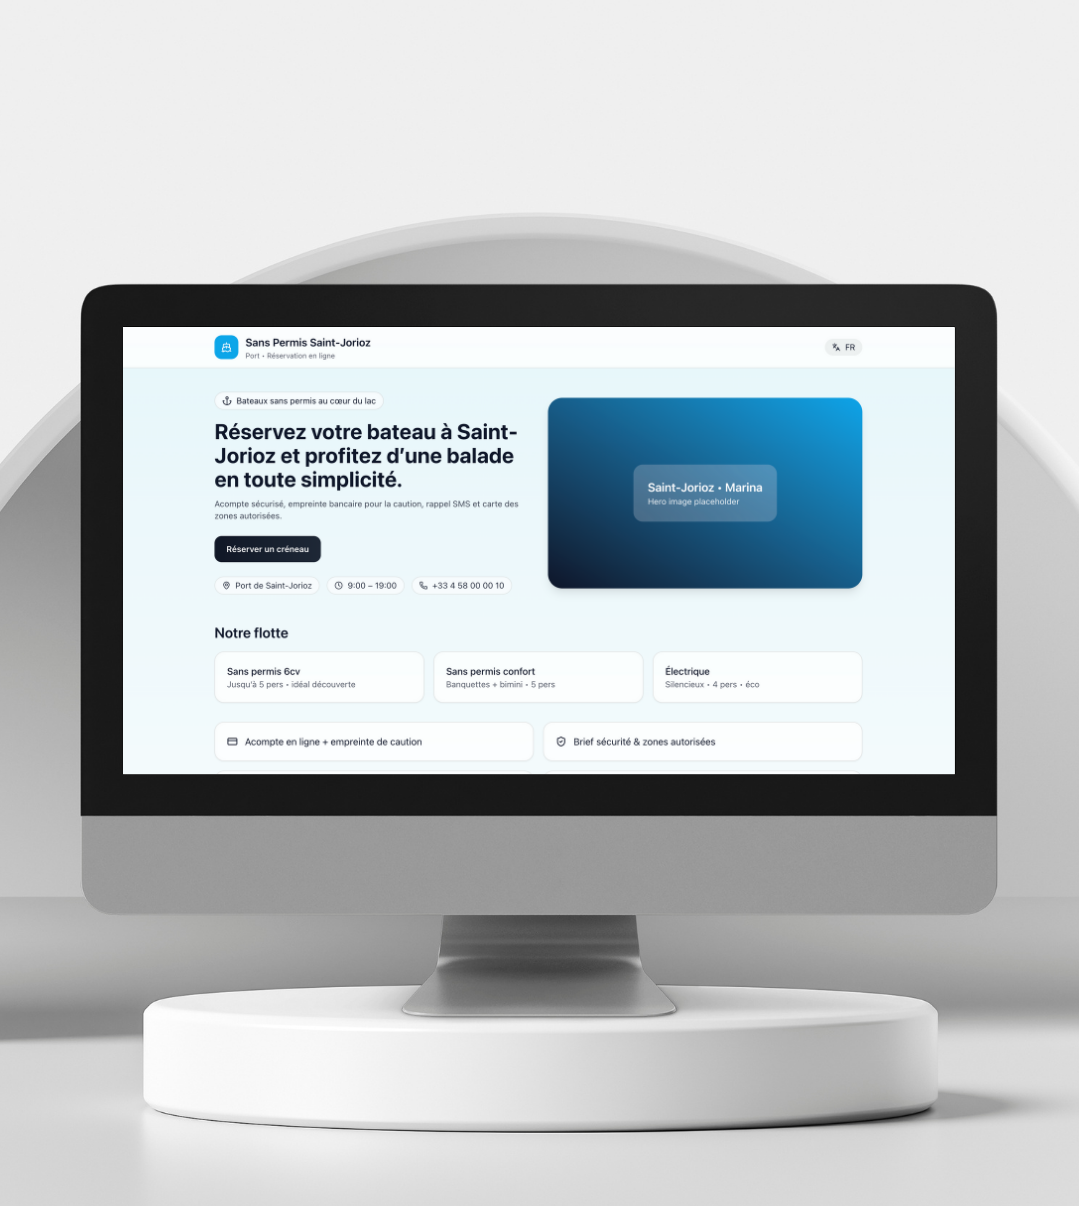 Sans Permis Saint-Jorioz
Port • Réservation en ligne
FR
Bateaux sans permis au cœur du lac
Réservez votre bateau à Saint-
Jorioz et profitez d’une balade
en toute simplicité.
Acompte sécurisé, empreinte bancaire pour la caution, rappel SMS et carte des
zones autorisées.
Réserver un créneau
Port de Saint-Jorioz
9:00 – 19:00
+33 4 58 00 00 10
Saint-Jorioz • Marina
Hero image placeholder
Notre flotte
Sans permis 6cv
Jusqu'à 5 pers • idéal découverte
Sans permis confort
Banquettes + bimini • 5 pers
Électrique
Silencieux • 4 pers • éco
Acompte en ligne + empreinte de caution
Brief sécurité & zones autorisées